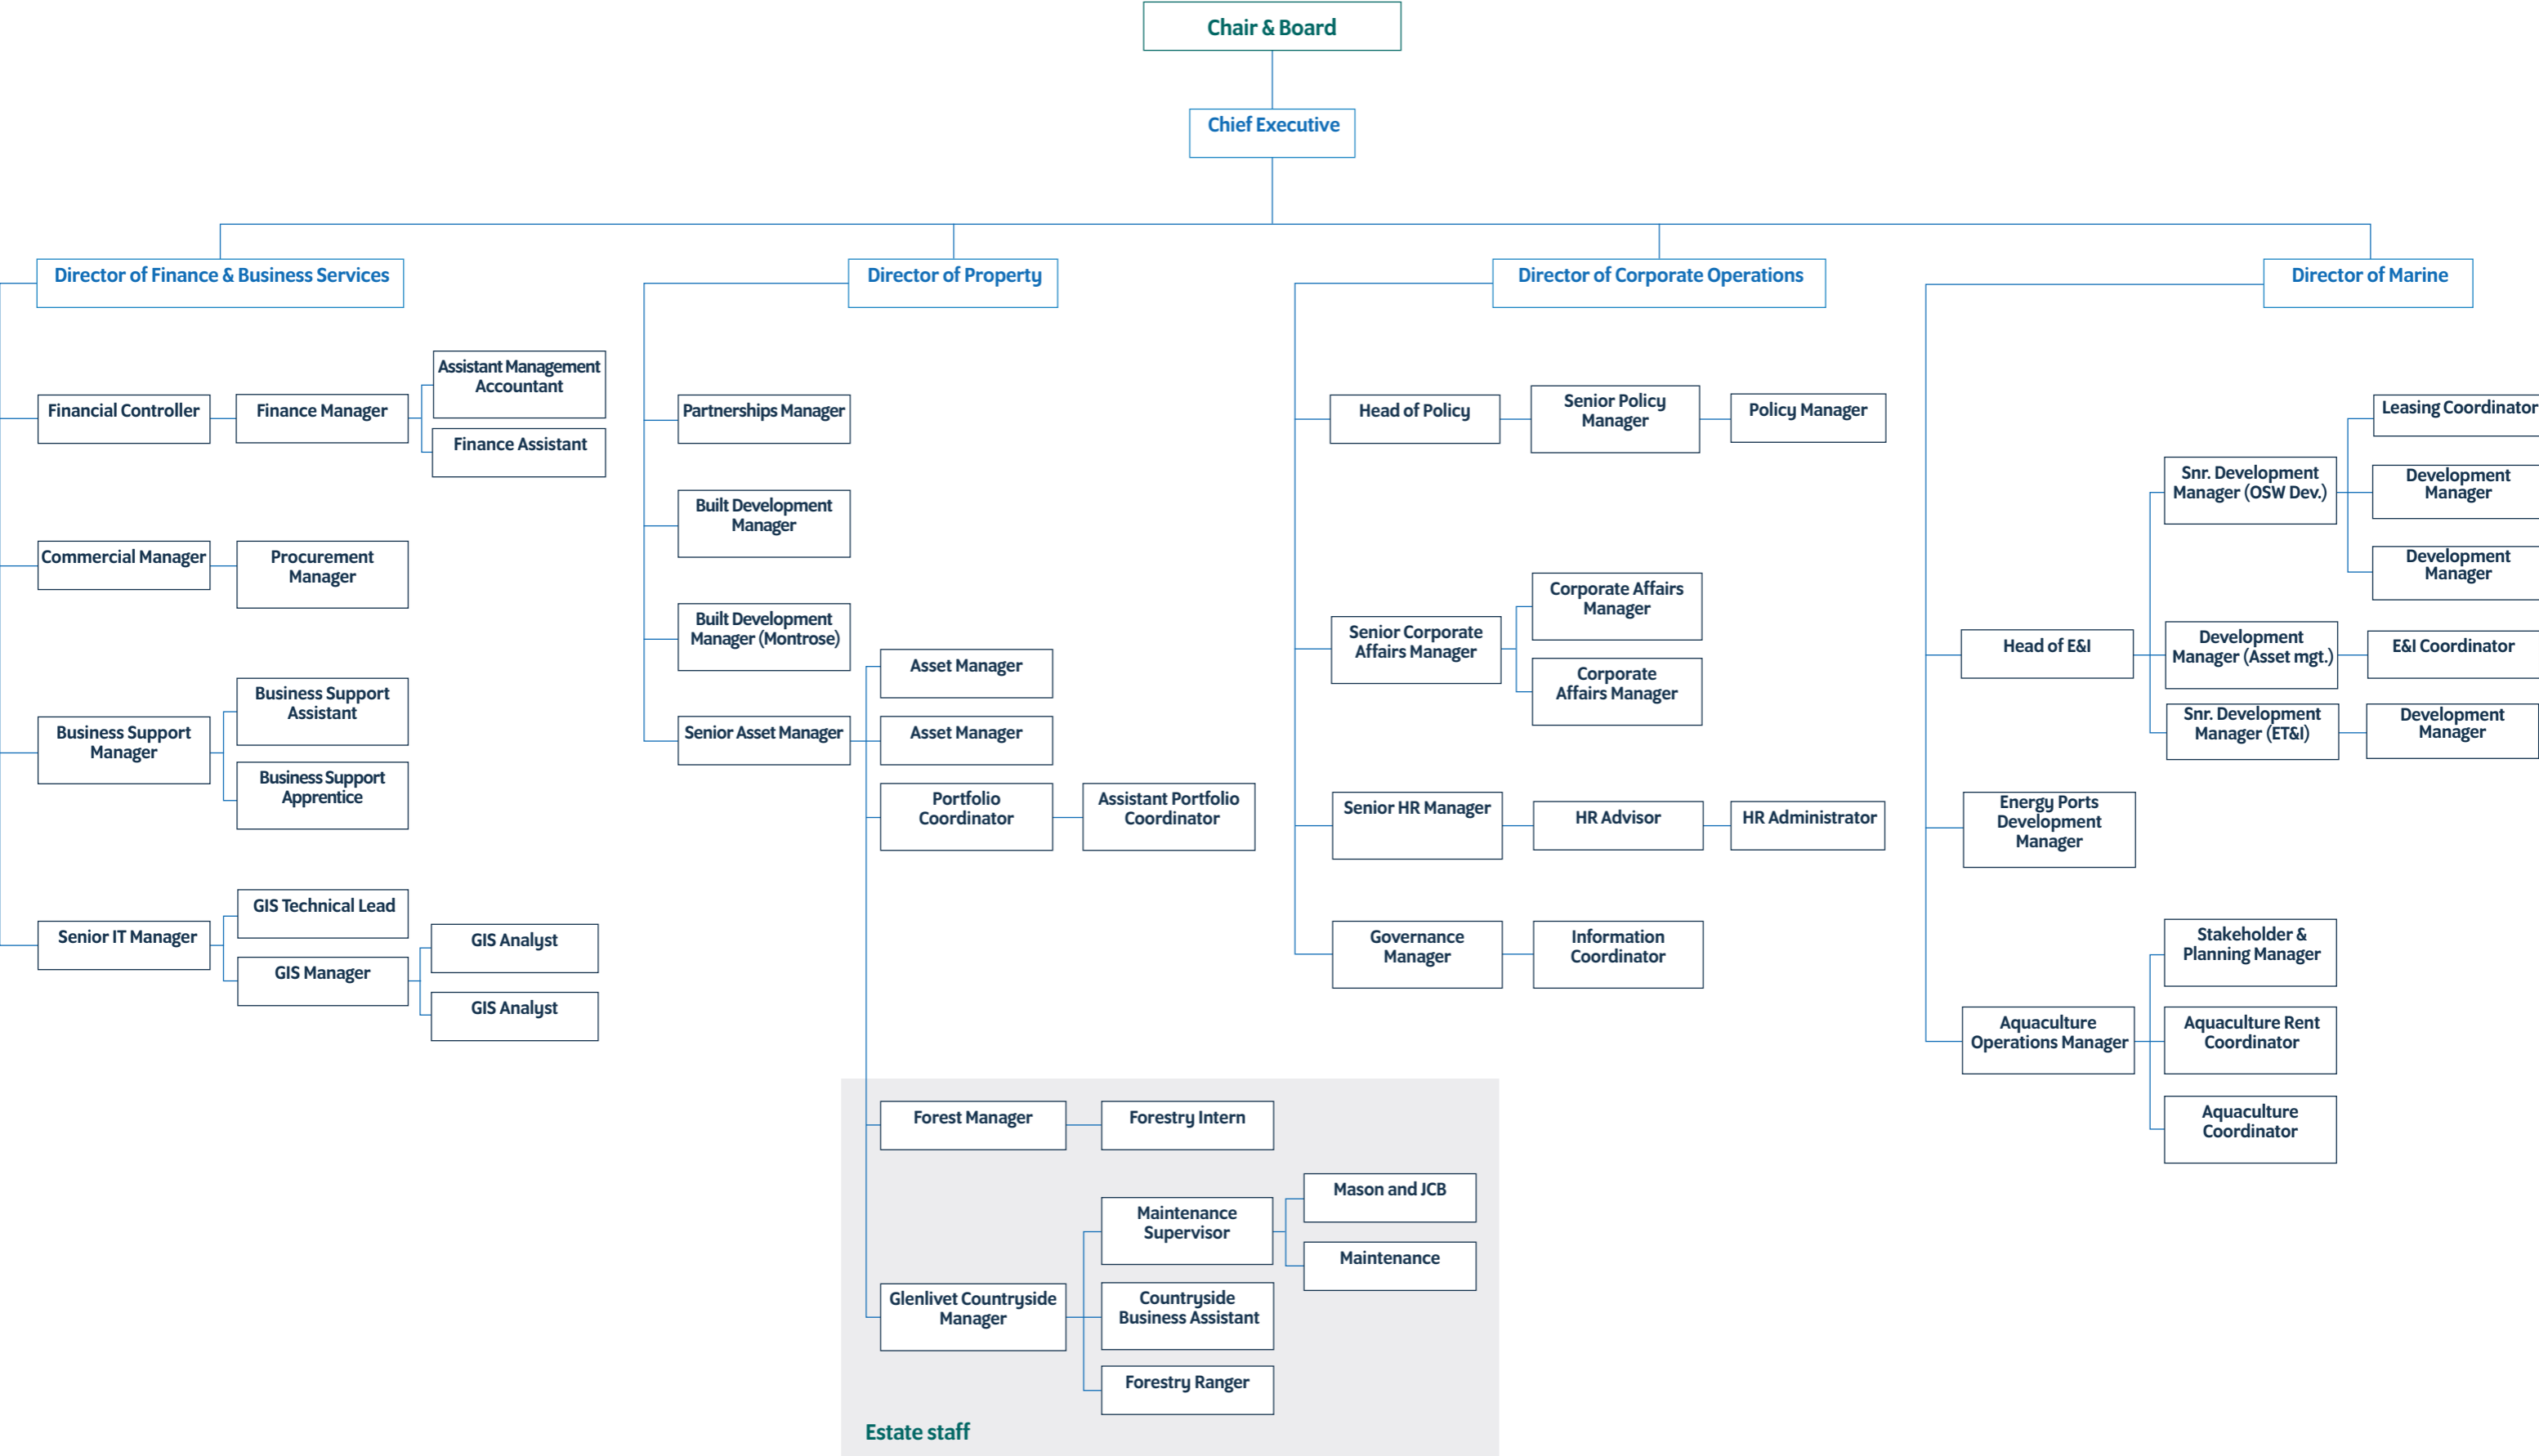 Chair & Board
Chief Executive
Director of Finance & Business Services
Director of Property
Director of Corporate Operations
Director of Marine
Financial Controller
Finance Manager
Assistant Management
Accountant
Finance Assistant
Commercial Manager
Procurement
Manager
Business Support
Manager
Business Support
Assistant
Business Support
Apprentice
Senior IT Manager
GIS Technical Lead
GIS Manager
GIS Analyst
GIS Analyst
Partnerships Manager
Built Development
Manager
Built Development
Manager (Montrose)
Senior Asset Manager
Asset Manager
Asset Manager
Portfolio
Coordinator
Assistant Portfolio
Coordinator
Forest Manager
Forestry Intern
Glenlivet Countryside
Manager
Maintenance
Supervisor
Mason and JCB
Maintenance
Countryside
Business Assistant
Forestry Ranger
Estate staff
Head of Policy
Senior Policy
Manager
Policy Manager
Senior Corporate
Affairs Manager
Corporate Affairs
Manager
Corporate
Affairs Manager
Senior HR Manager
HR Advisor
HR Administrator
Governance
Manager
Information
Coordinator
Head of E&I
Snr. Development
Manager (OSW Dev.)
Leasing Coordinator
Development
Manager
Development
Manager
Development
Manager (Asset mgt.)
E&I Coordinator
Snr. Development
Manager (ET&I)
Development
Manager
Energy Ports
Development
Manager
Aquaculture
Operations Manager
Stakeholder &
Planning Manager
Aquaculture Rent
Coordinator
Aquaculture
Coordinator